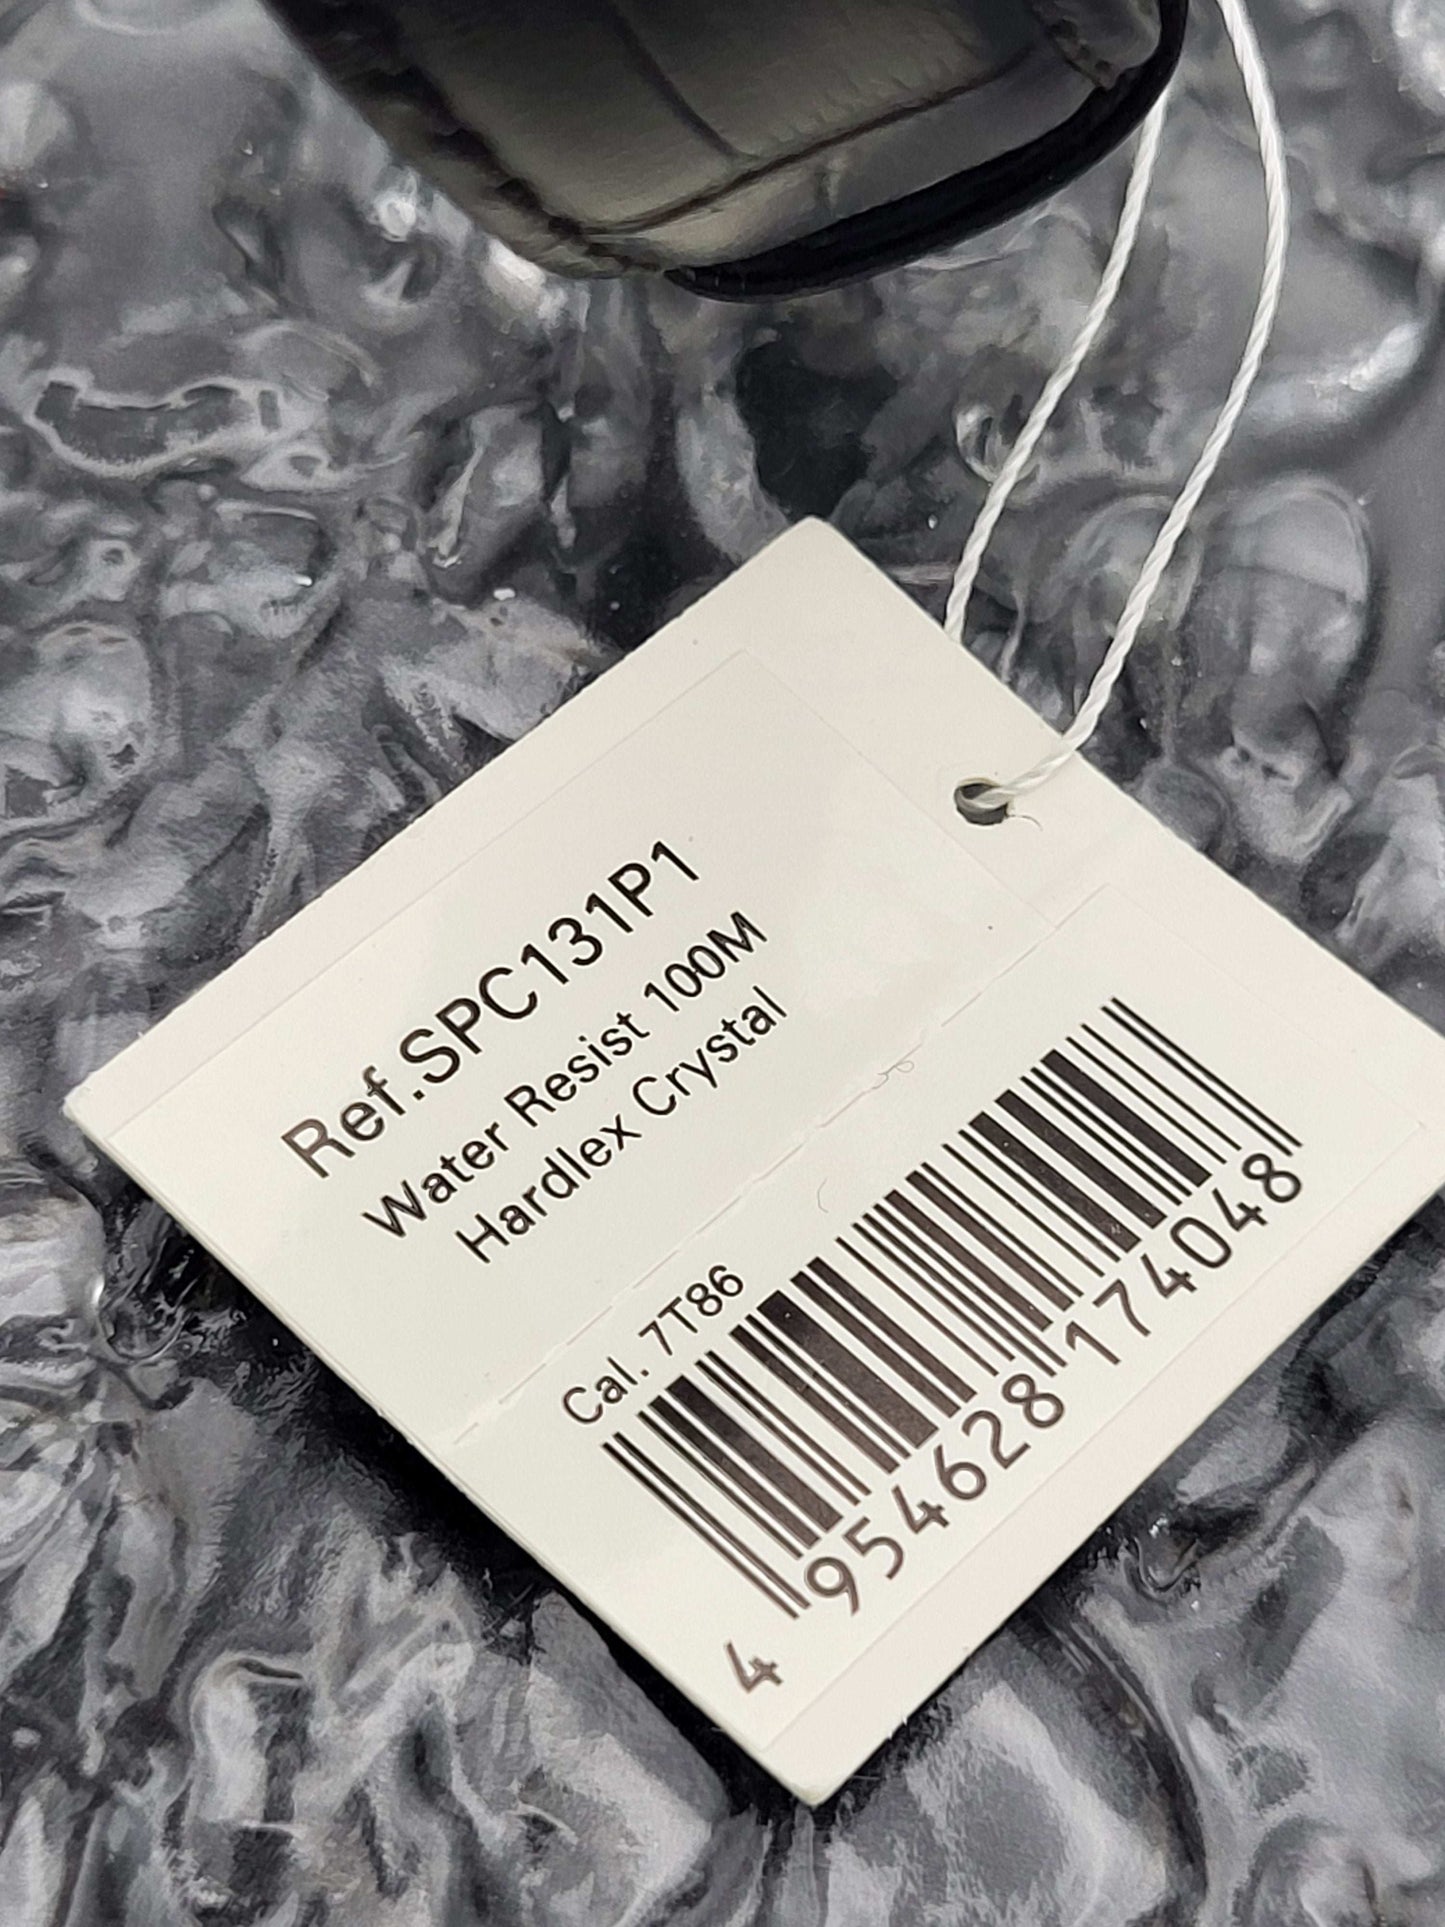 Ref.SPC131P1
Water Resist 100M
Hardlex Crystal
Cal. 7T86
4 954628 174048